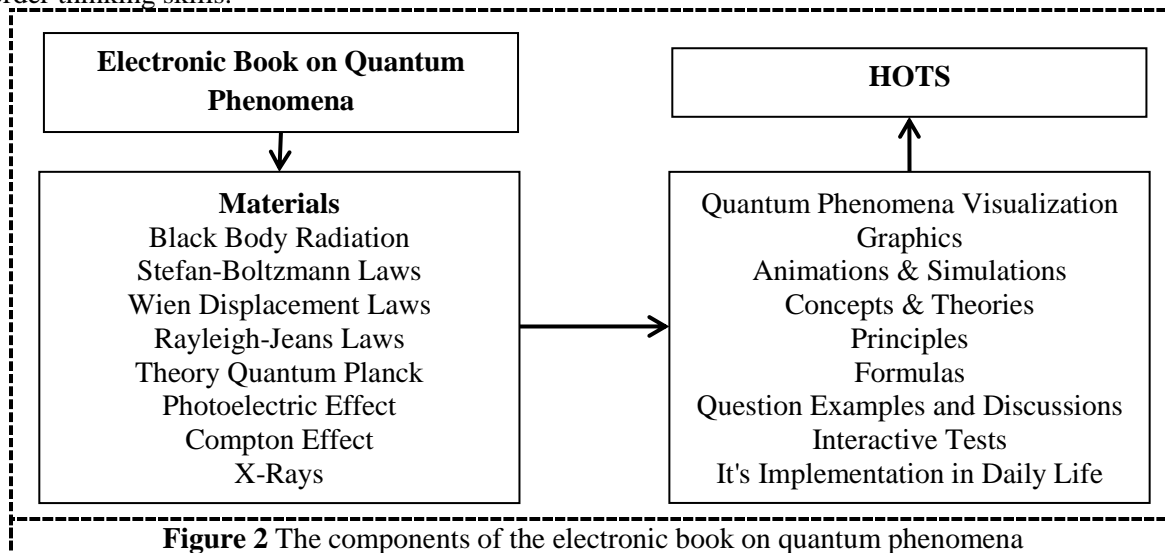 order thinking skills.
Electronic Book on Quantum
Phenomena
HOTS
Materials
Black Body Radiation
Stefan-Boltzmann Laws
Wien Displacement Laws
Rayleigh-Jeans Laws
Theory Quantum Planck
Photoelectric Effect
Compton Effect
X-Rays
Quantum Phenomena Visualization
Graphics
Animations & Simulations
Concepts & Theories
Principles
Formulas
Question Examples and Discussions
Interactive Tests
It's Implementation in Daily Life
Figure 2 The components of the electronic book on quantum phenomena